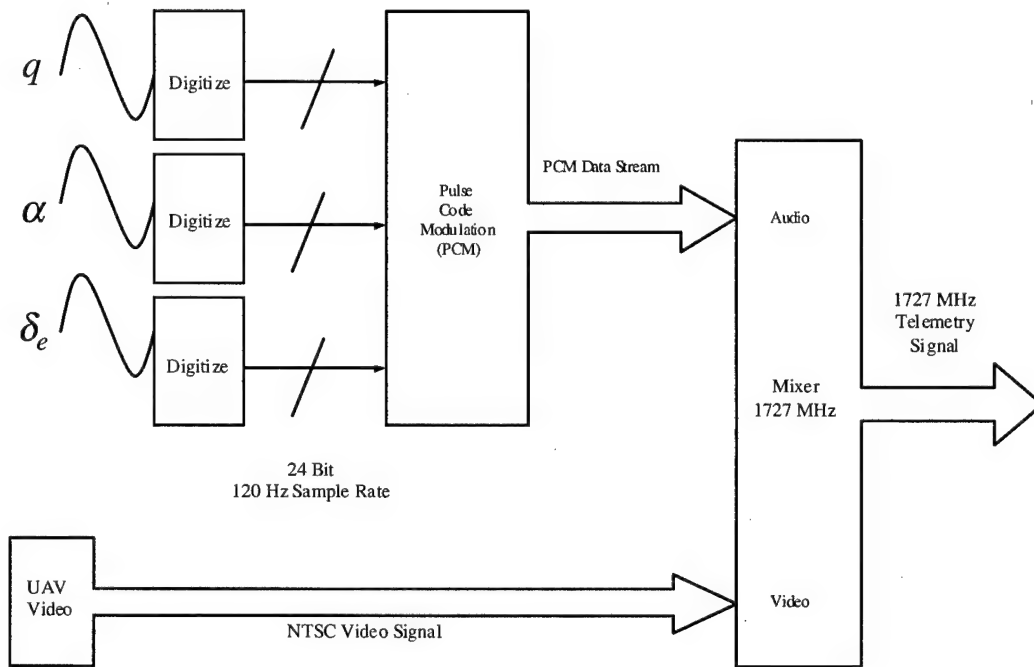 q
Digitize
α
Digitize
δe
Digitize
Pulse
Code
Modulation
(PCM)
24 Bit
120 Hz Sample Rate
PCM Data Stream
Audio
Mixer
1727 MHz
Video
1727 MHz
Telemetry
Signal
UAV
Video
NTSC Video Signal